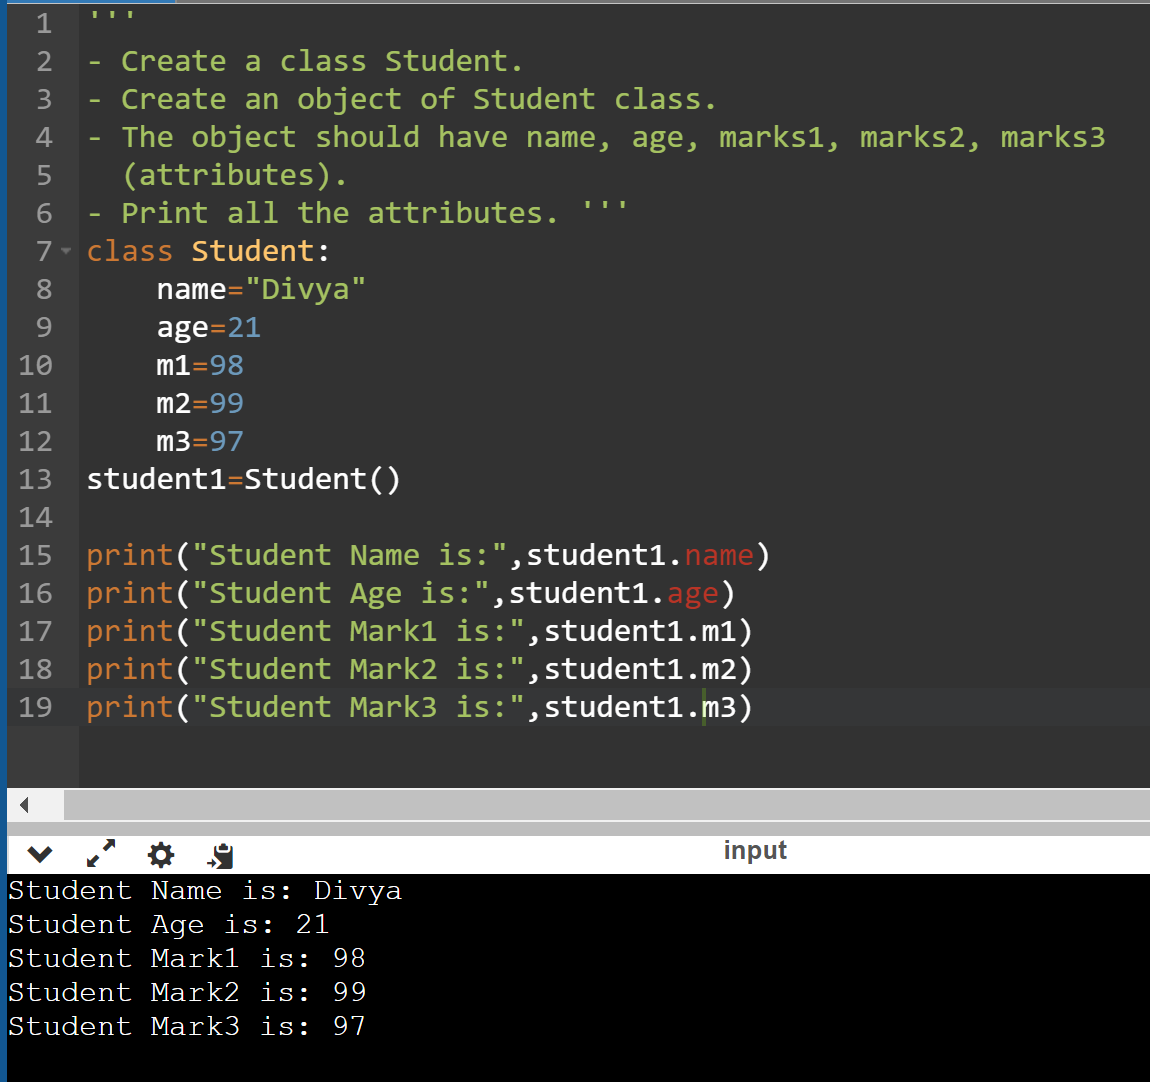 1 '''
2 - Create a class Student.
3 - Create an object of Student class.
4 - The object should have name, age, marks1, marks2, marks3
5   (attributes).
6 - Print all the attributes. '''
7 class Student:
8     name="Divya"
9     age=21
10     m1=98
11     m2=99
12     m3=97
13 student1=Student()
14
15 print("Student Name is:",student1.name)
16 print("Student Age is:",student1.age)
17 print("Student Mark1 is:",student1.m1)
18 print("Student Mark2 is:",student1.m2)
19 print("Student Mark3 is:",student1.m3)
input
Student Name is: Divya
Student Age is: 21
Student Mark1 is: 98
Student Mark2 is: 99
Student Mark3 is: 97